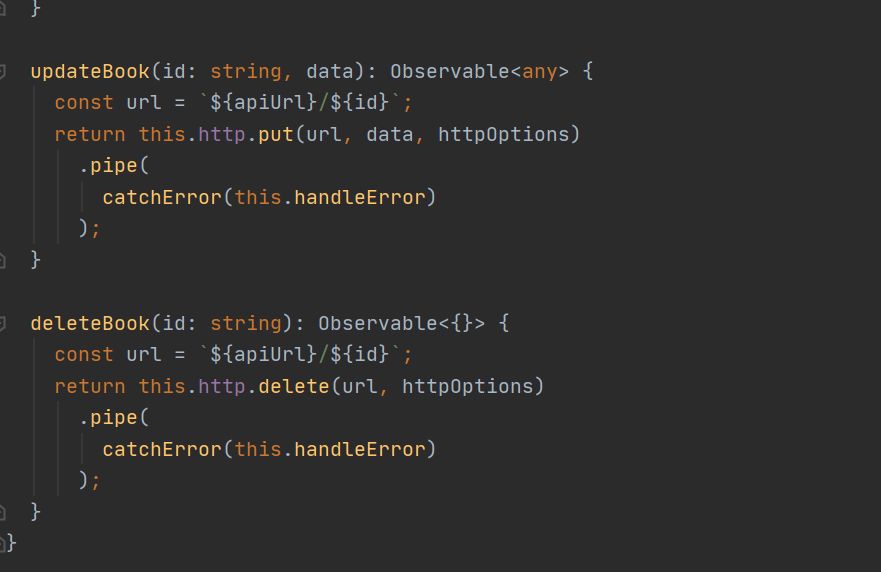 }
updateBook(id: string, data): Observable<any> {
const url = `${apiUrl}/${id}`;
return this.http.put(url, data, httpOptions)
.pipe(
catchError(this.handleError)
);
}
deleteBook(id: string): Observable<{}> {
const url = `${apiUrl}/${id}`;
return this.http.delete(url, httpOptions)
.pipe(
catchError(this.handleError)
);
}
}